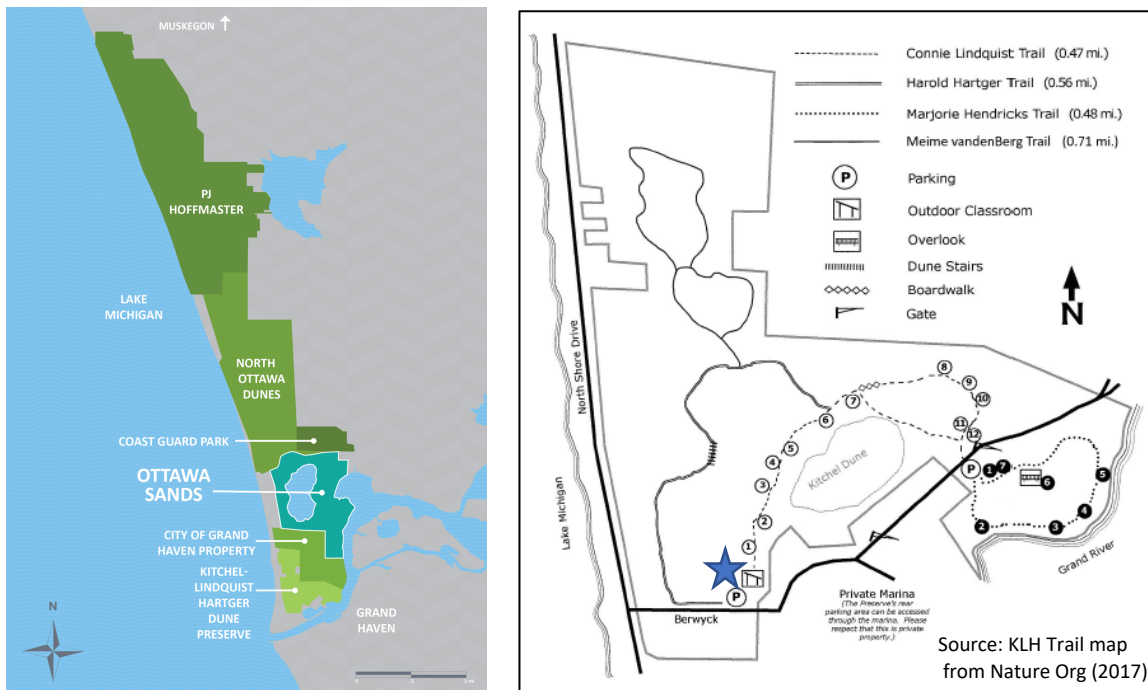 MUSKEGON
PJ
HOFFMASTER
LAKE
MICHIGAN
NORTH
OTTAWA
DUNES
COAST GUARD PARK
OTTAWA
SANDS
CITY OF GRAND
HAVEN PROPERTY
KITCHEL-
LINDQUIST
HARTGER
DUNE
PRESERVE
GRAND
HAVEN
N
Connie Lindquist Trail (0.47 mi.)
Harold Hartger Trail (0.56 mi.)
Marjorie Hendricks Trail (0.48 mi.)
Meime vandenBerg Trail (0.71 mi.)
P Parking
Outdoor Classroom
Overlook
Dune Stairs
Boardwalk
Gate
N
North Shore Drive
Lake Michigan
8
9
10
7
6
11
12
5
4
3
2
1
Kitchel Dune
P
1
7
6
5
4
3
2
Grand River
P
Berwyck
Private Marina
(The Preserve's rear
parking area can be accessed
through the marina. Please
respect that this is private
property.)
Source: KLH Trail map
from Nature Org (2017)